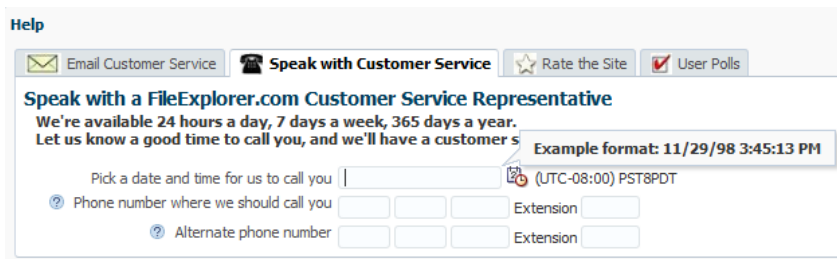 Help
Email Customer Service Speak with Customer Service Rate the Site User Polls
Speak with a FileExplorer.com Customer Service Representative
We're available 24 hours a day, 7 days a week, 365 days a year.
Let us know a good time to call you, and we'll have a customer s
Example format: 11/29/98 3:45:13 PM
Pick a date and time for us to call you (UTC-08:00) PST8PDT
? Phone number where we should call you Extension
? Alternate phone number Extension